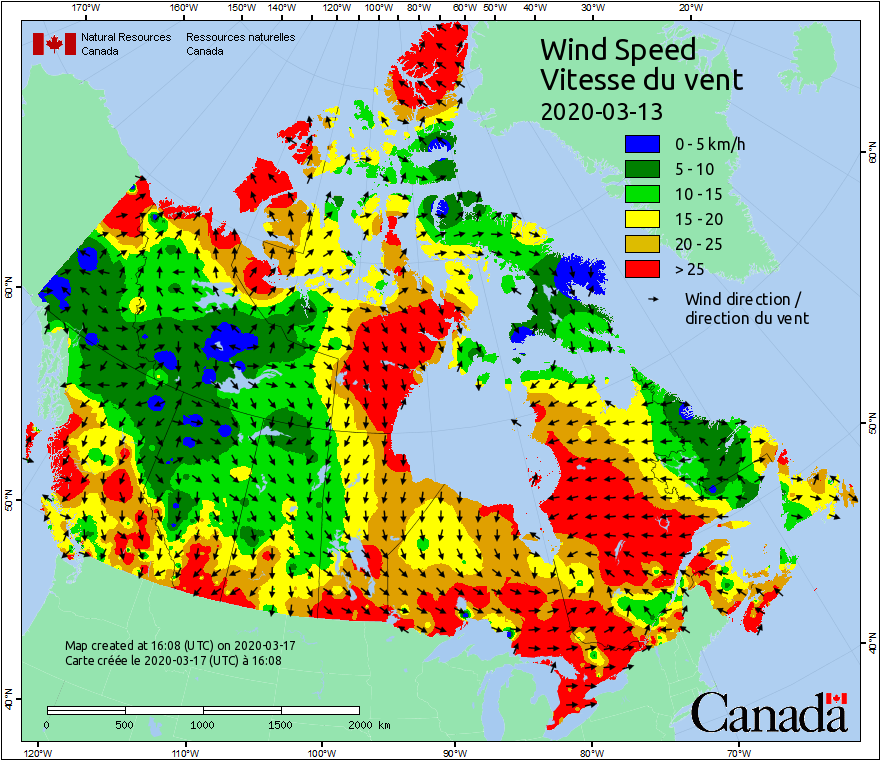 170°W 160°W 150°W 140°W 130°W 120°W 110°W 100°W 90°W 80°W 70°W 60°W 50°W 40°W 30°W 20°W
Natural Resources Canada
Ressources naturelles Canada
Wind Speed
Vitesse du vent
2020-03-13
0 - 5 km/h
5 - 10
10 - 15
15 - 20
20 - 25
> 25
Wind direction /
direction du vent
60°N
60°N
50°N
50°N
40°N
40°N
Map created at 16:08 (UTC) on 2020-03-17
Carte créée le 2020-03-17 (UTC) à 16:08
0 500 1000 1500 2000 km
Canada
120°W 110°W 100°W 90°W 80°W 70°W